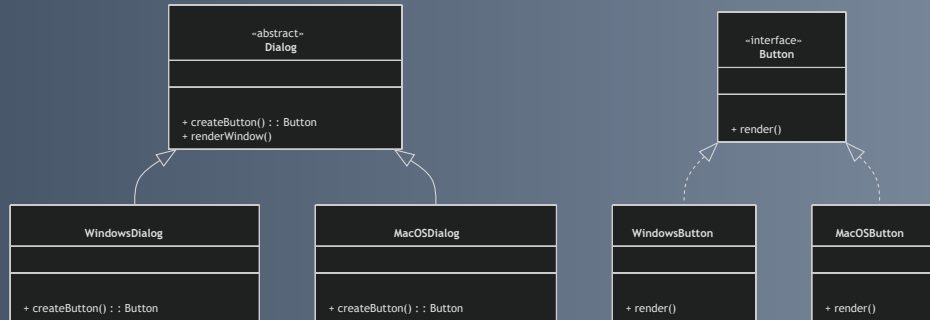 «abstract»
Dialog
+ createButton() : : Button
+ renderWindow()
«interface»
Button
+ render()
WindowsDialog
+ createButton() : : Button
MacOSDialog
+ createButton() : : Button
WindowsButton
+ render()
MacOSButton
+ render()